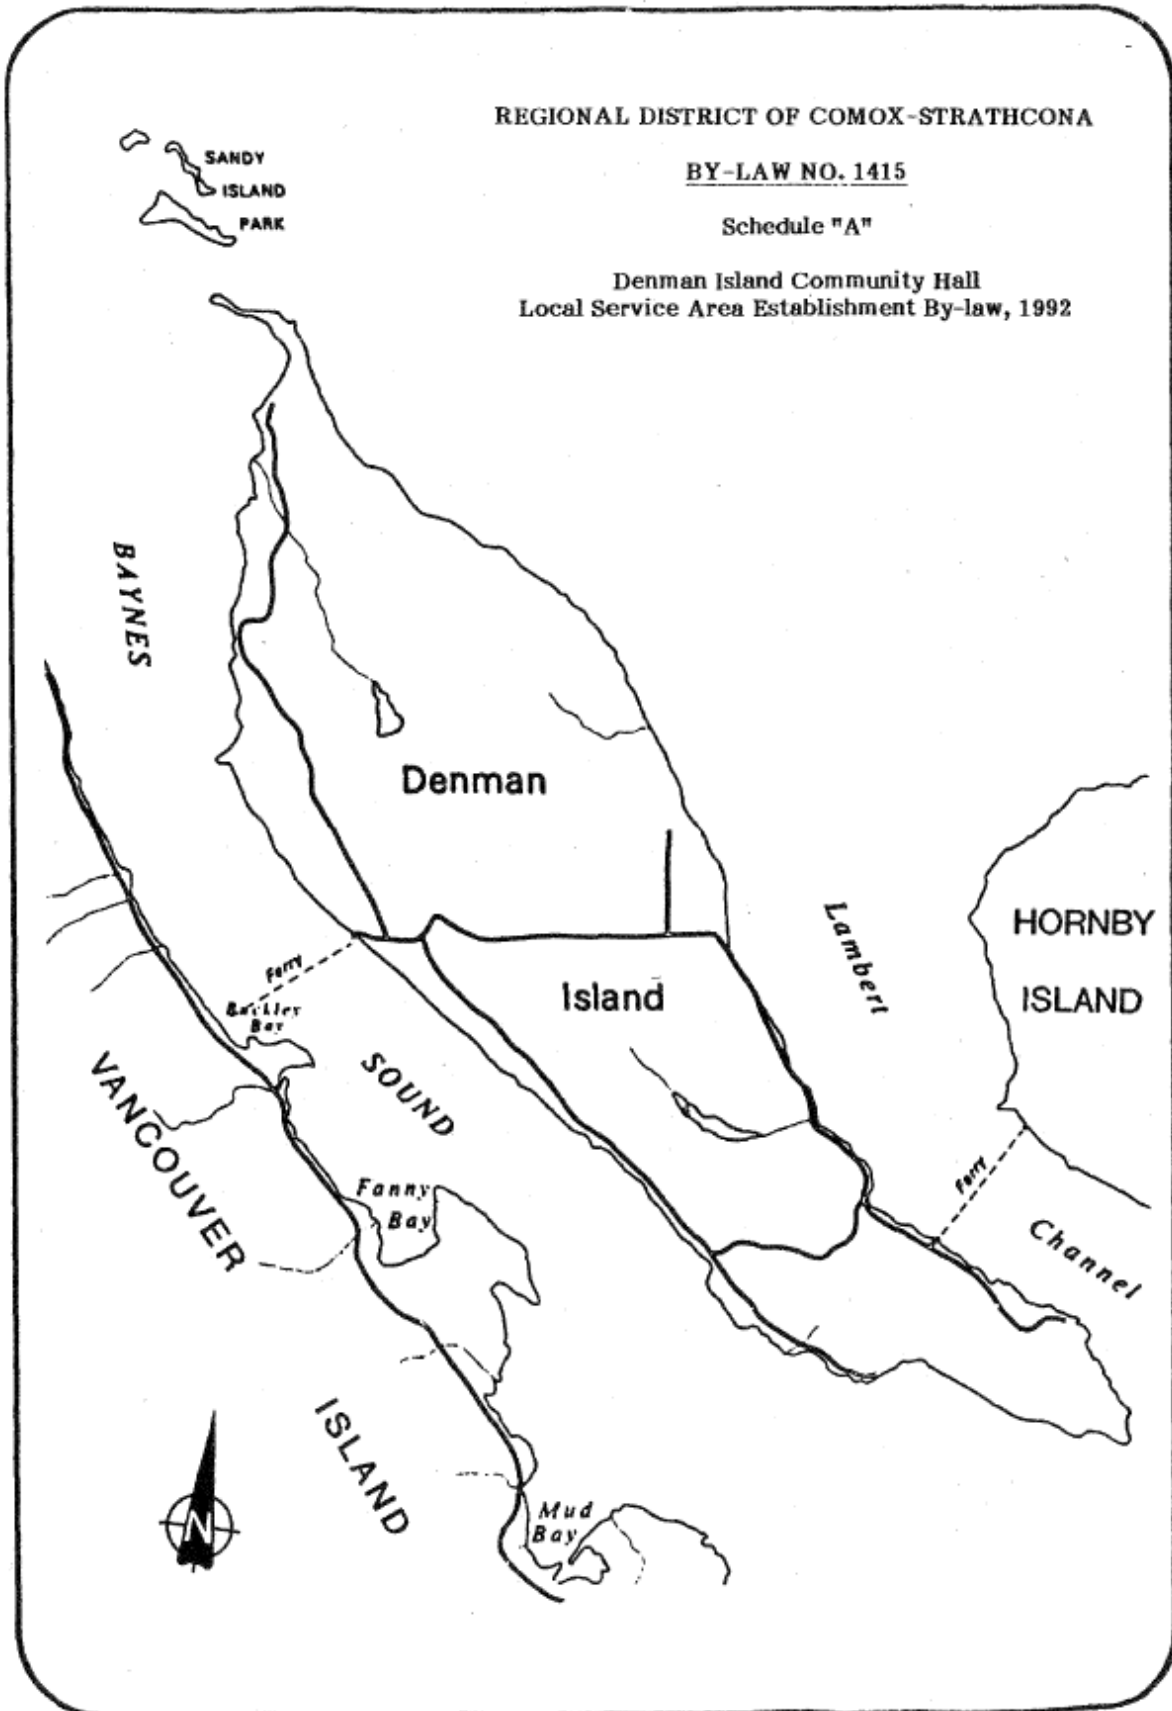 REGIONAL DISTRICT OF COMOX-STRATHCONA
BY-LAW NO. 1415
Schedule "A"
Denman Island Community Hall
Local Service Area Establishment By-law, 1992
SANDY
ISLAND
PARK
BAYNES
Denman
Lambert
HORNBY
ISLAND
Island
Ferry
Buckley
Bay
SOUND
VANCOUVER
Fanny
Bay
Ferry
Channel
ISLAND
Mud
Bay
N